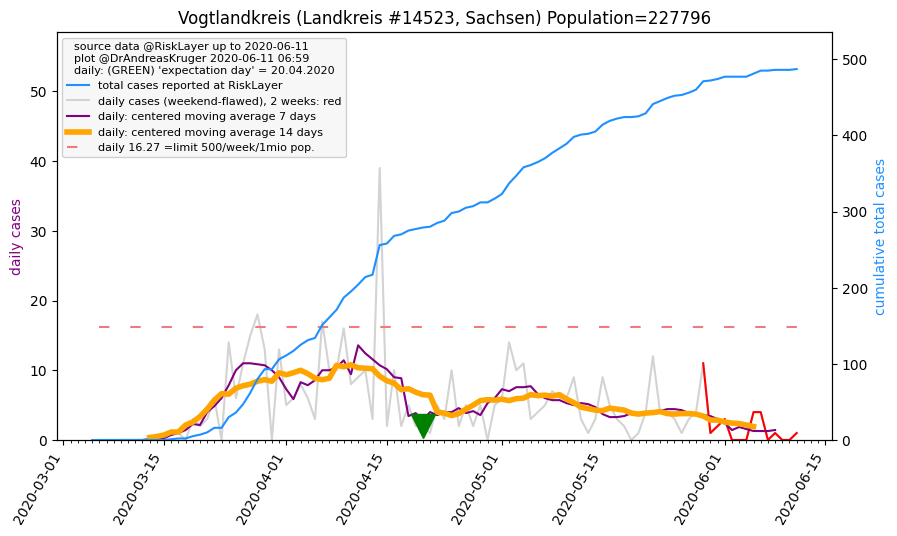 Vogtlandkreis (Landkreis #14523, Sachsen) Population=227796
source data @RiskLayer up to 2020-06-11
plot @DrAndreasKruger 2020-06-11 06:59
daily: (GREEN) 'expectation day' = 20.04.2020
total cases reported at RiskLayer
daily cases (weekend-flawed), 2 weeks: red
daily: centered moving average 7 days
daily: centered moving average 14 days
daily 16.27 =limit 500/week/1mio pop.
daily cases
50
40
30
20
10
0
500
400
300
200
100
0
cumulative total cases
2020-03-01
2020-03-15
2020-04-01
2020-04-15
2020-05-01
2020-05-15
2020-06-01
2020-06-15